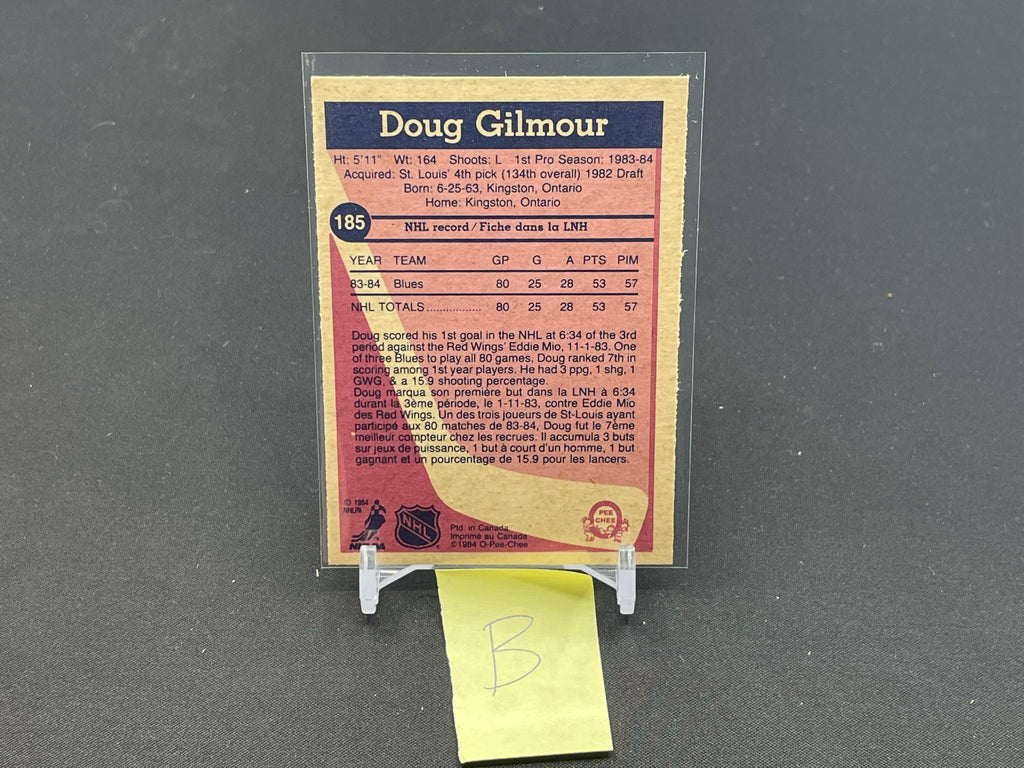 Doug Gilmour
Ht: 5'11" Wt: 164 Shoots: L 1st Pro Season: 1983-84
Acquired: St. Louis' 4th pick (134th overall) 1982 Draft
Born: 6-25-63, Kingston, Ontario
Home: Kingston, Ontario
185
NHL record/Fiche dans la LNH
YEAR TEAM GP G A PTS PIM
83-84 Blues 80 25 28 53 57
NHL TOTALS................. 80 25 28 53 57
Doug scored his 1st goal in the NHL at 6:34 of the 3rd
period against the Red Wings' Eddie Mio, 11-1-83. One
of three Blues to play all 80 games, Doug ranked 7th in
scoring among 1st year players. He had 3 ppg, 1 shg, 1
GWG, & a 15.9 shooting percentage.
Doug marqua son première but dans la LNH à 6:34
durant la 3ème période, le 1-11-83, contre Eddie Mio
des Red Wings. Un des trois joueurs de St-Louis ayant
participé aux 80 matches de 83-84, Doug fut le 7ème
meilleur compteur chez les recrues. Il accumula 3 buts
sur jeux de puissance, 1 but à court d'un homme, 1 but
gagnant et un pourcentage de 15.9 pour les lancers.
© 1984
NHLPA
NHLPA
NHL
Ptd. in Canada
Imprimé au Canada
©1984 O-Pee-Chee
PEE
CHEE
B